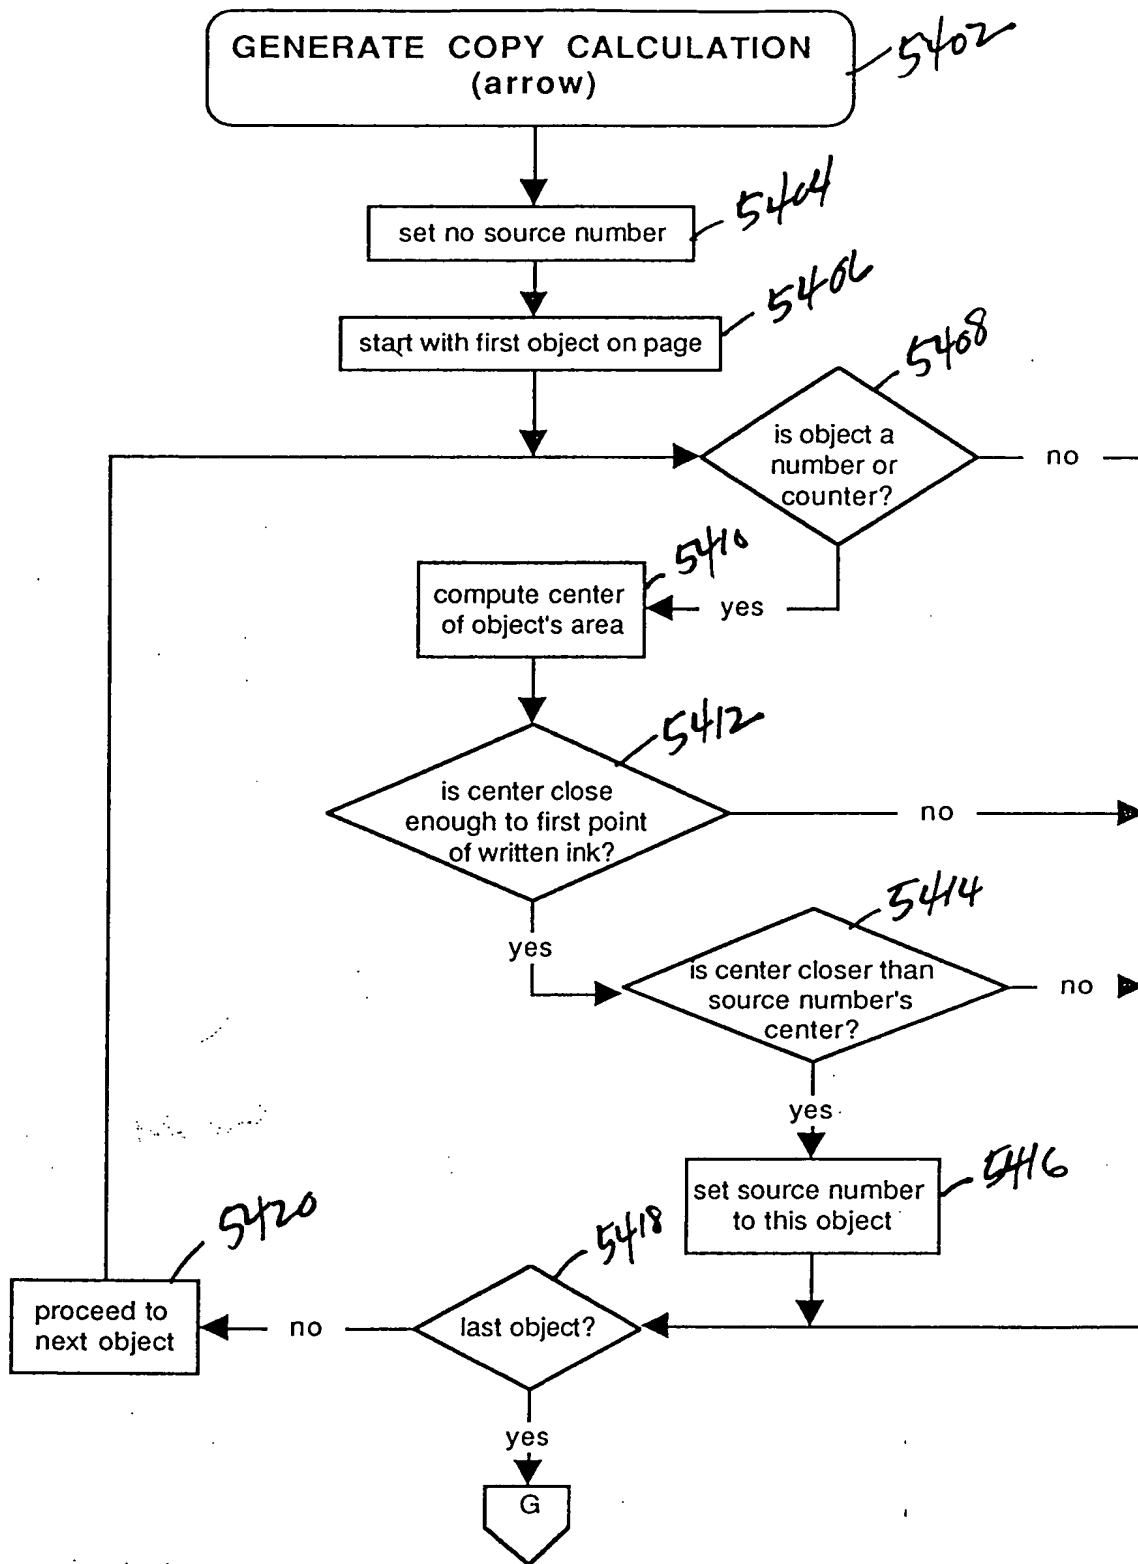 GENERATE COPY CALCULATION
(arrow)
5402
set no source number
5404
start with first object on page
5406
is object a
number or
counter?
5408
no
yes
compute center
of object's area
5410
is center close
enough to first point
of written ink?
5412
no
yes
is center closer than
source number's
center?
5414
no
yes
set source number
to this object
5416
last object?
5418
no
proceed to
next object
5420
yes
G